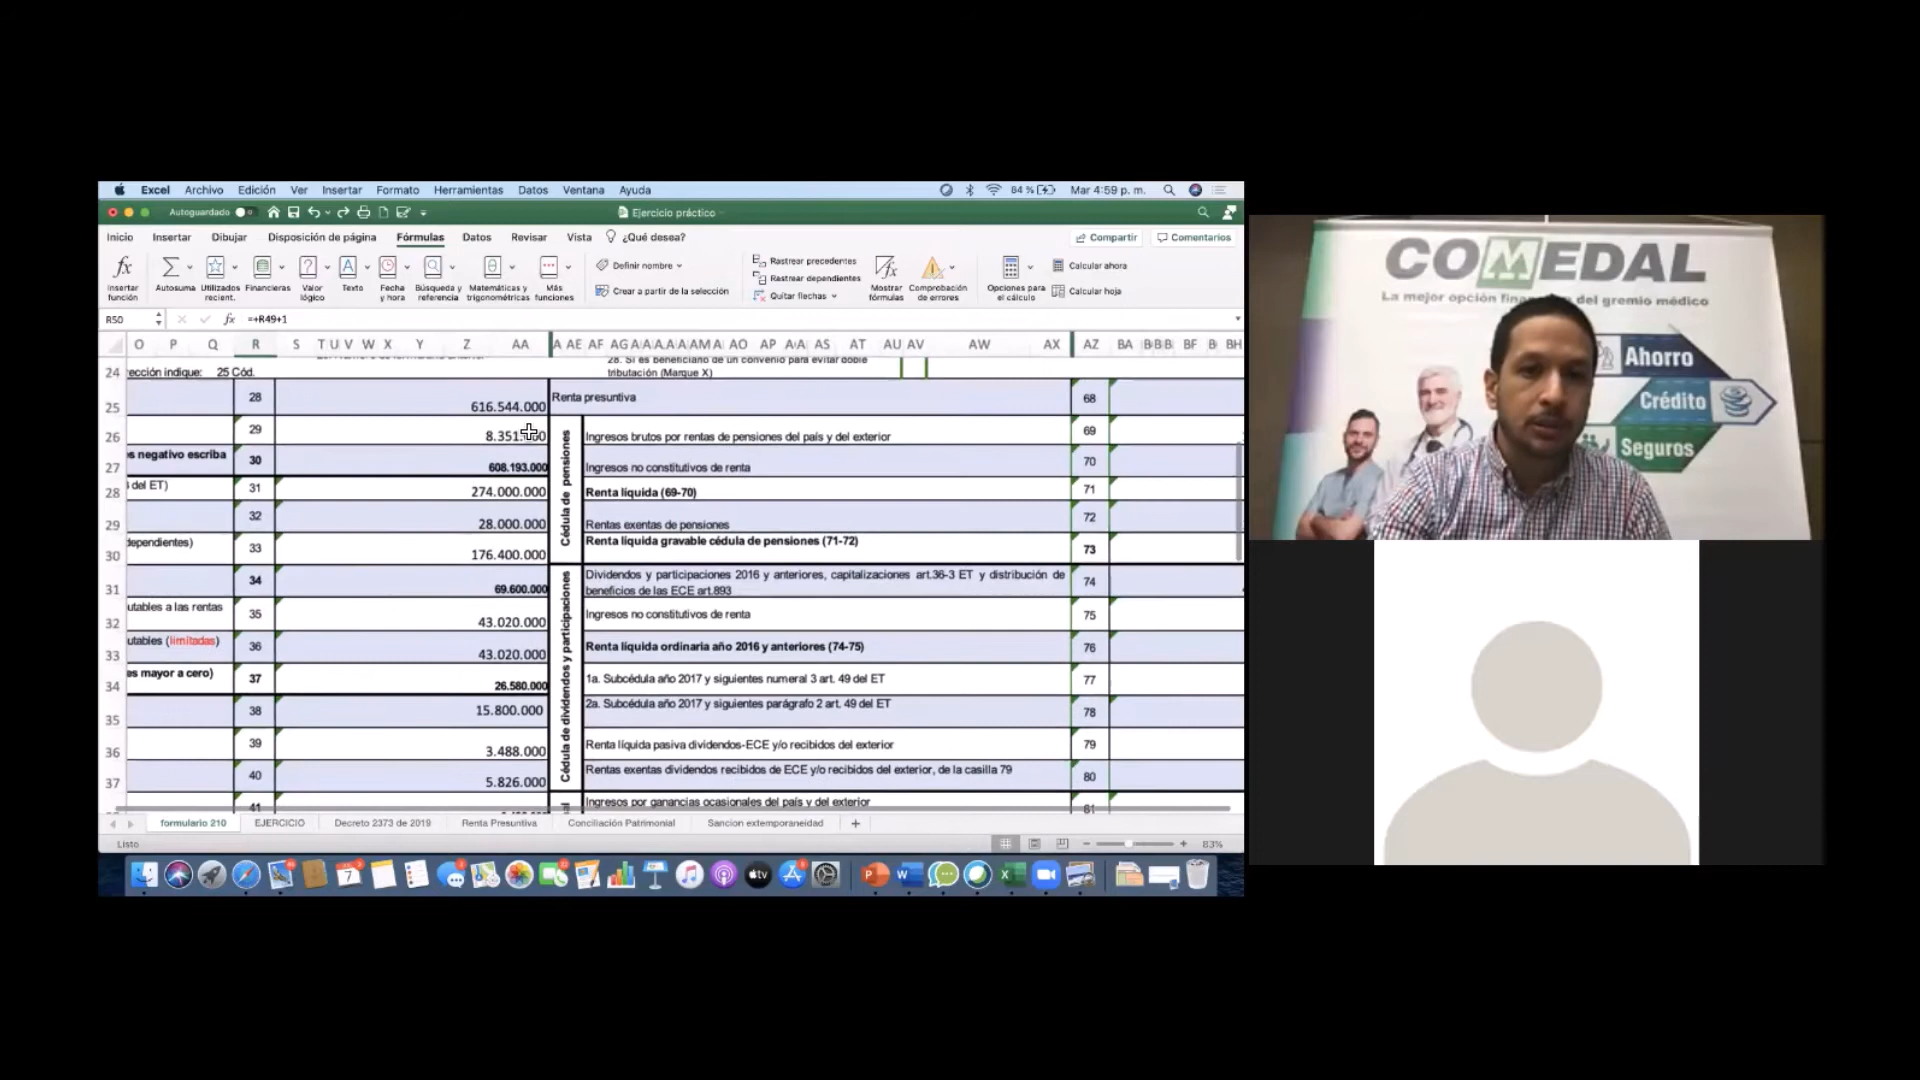 Excel Archivo Edición Ver Insertar Formato Herramientas Datos Ventana Ayuda 84 % Mar 4:59 p. m.
Autoguardado Ejercicio práctico
Inicio Insertar Dibujar Disposición de página Fórmulas Datos Revisar Vista ¿Qué desea? Compartir Comentarios
Insertar función Autosuma Utilizados recient. Financieras Valor lógico Texto Fecha y hora Búsqueda y referencia Matemáticas y trigonométricas Más funciones
Definir nombre
Crear a partir de la selección
Rastrear precedentes
Rastrear dependientes
Quitar flechas
Mostrar fórmulas Comprobación de errores Opciones para el cálculo
Calcular ahora
Calcular hoja
R50 fx =+R49+1
O P Q R S T U V W X Y Z AA A AE AF AG AO AP AS AT AU AV AW AX AZ BA BF BH
28. Si es beneficiario de un convenio para evitar doble
24 rección indique: 25 Cód. tributación (Marque X)
25 28 616.544.000 Renta presuntiva 68
26 29 Ingresos brutos por rentas de pensiones del país y del exterior 69
27 s negativo escriba 30 608.193.000 Ingresos no constitutivos de renta 70
28 del ET) 31 274.000.000 Renta líquida (69-70) 71
29 32 28.000.000 Rentas exentas de pensiones 72
30 dependientes) 33 176.400.000 Renta líquida gravable cédula de pensiones (71-72) 73
Cédula de pensiones
31 34 69.600.000 Dividendos y participaciones 2016 y anteriores, capitalizaciones art.36-3 ET y distribución de 74
beneficios de las ECE art.893
32 utables a las rentas 35 43.020.000 Ingresos no constitutivos de renta 75
33 utables (limitadas) 36 43.020.000 Renta líquida ordinaria año 2016 y anteriores (74-75) 76
34 es mayor a cero) 37 26.580.000 1a. Subcédula año 2017 y siguientes numeral 3 art. 49 del ET 77
35 38 15.800.000 2a. Subcédula año 2017 y siguientes parágrafo 2 art. 49 del ET 78
36 39 3.488.000 Renta líquida pasiva dividendos-ECE y/o recibidos del exterior 79
37 40 5.826.000 Rentas exentas dividendos recibidos de ECE y/o recibidos del exterior, de la casilla 79 80
Cédula de dividendos y participaciones
41 Ingresos por ganancias ocasionales del país y del exterior 81
formulario 210 EJERCICIO Decreto 2373 de 2019 Renta Presuntiva Conciliación Patrimonial Sancion extemporaneidad +
Listo 83%
7 tv P W X
COMEDAL
La mejor opción del gremio médico
Ahorro
Crédito
Seguros